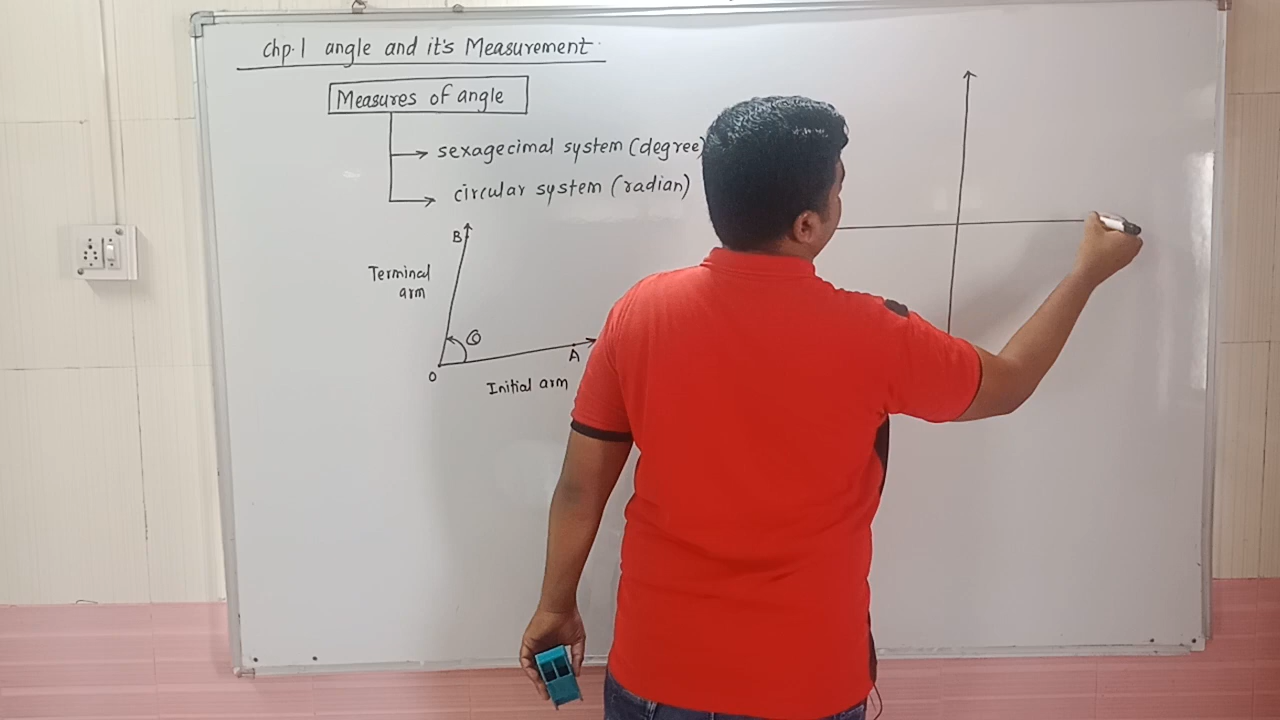 chp.1 angle and it's Measurement
Measures of angle
sexagecimal system (degree)
circular system (radian)
B
Terminal
arm
θ
A
O
Initial arm